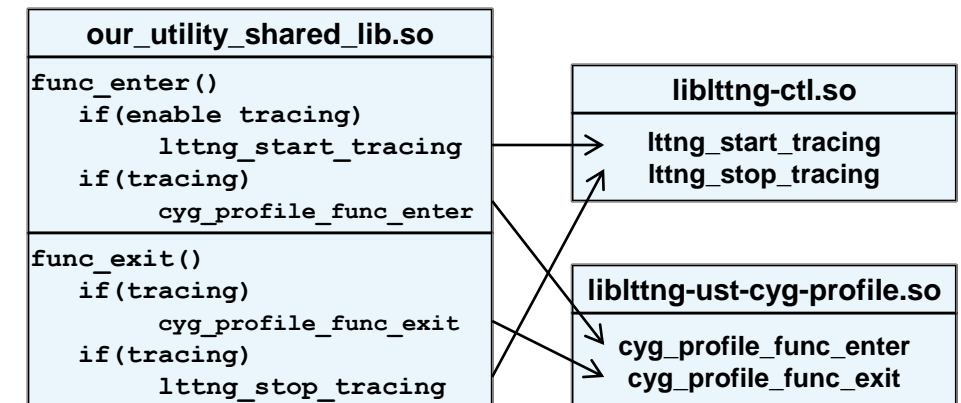 our_utility_shared_lib.so
func_enter()
if(enable tracing)
lttng_start_tracing
if(tracing)
cyg_profile_func_enter
func_exit()
if(tracing)
cyg_profile_func_exit
if(tracing)
lttng_stop_tracing
liblttng-ctl.so
lttng_start_tracing
lttng_stop_tracing
liblttng-ust-cyg-profile.so
cyg_profile_func_enter
cyg_profile_func_exit